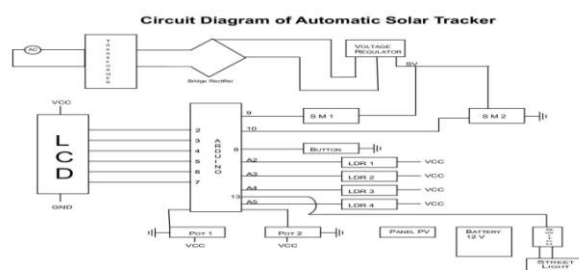 Circuit Diagram of Automatic Solar Tracker
AC
TRANSFORMER
Bridge Rectifier
VOLTAGE
REGULATOR
5V
VCC
LCD
GND
2
3
4
5
6
7
ARDUINO
9
10
8
A2
A3
A4
13
A5
SM 1
SM 2
BUTTON
LDR 1
VCC
LDR 2
VCC
LDR 3
VCC
LDR 4
VCC
POT 1
VCC
POT 2
VCC
PANEL PV
BATTERY
12 V
STREET
LIGHT